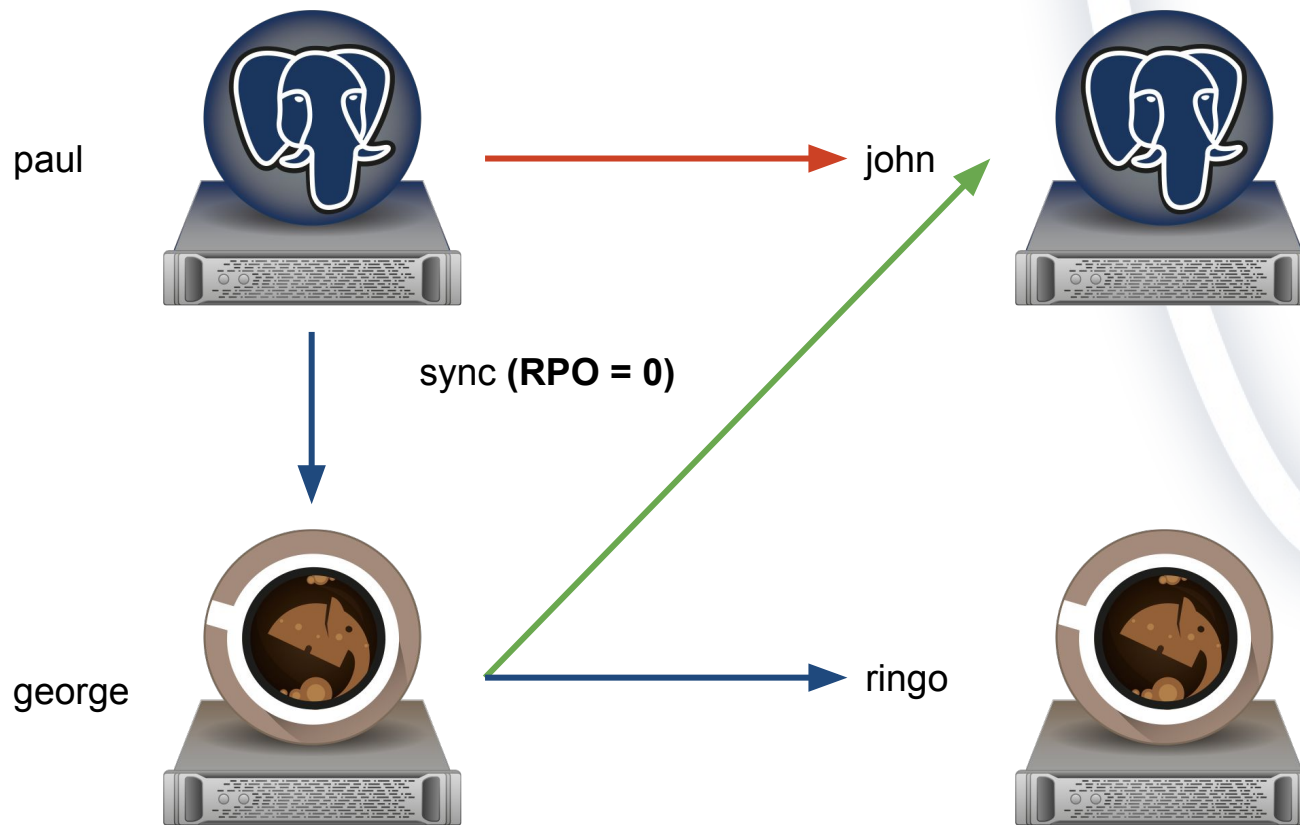 paul
john
sync (RPO = 0)
george
ringo